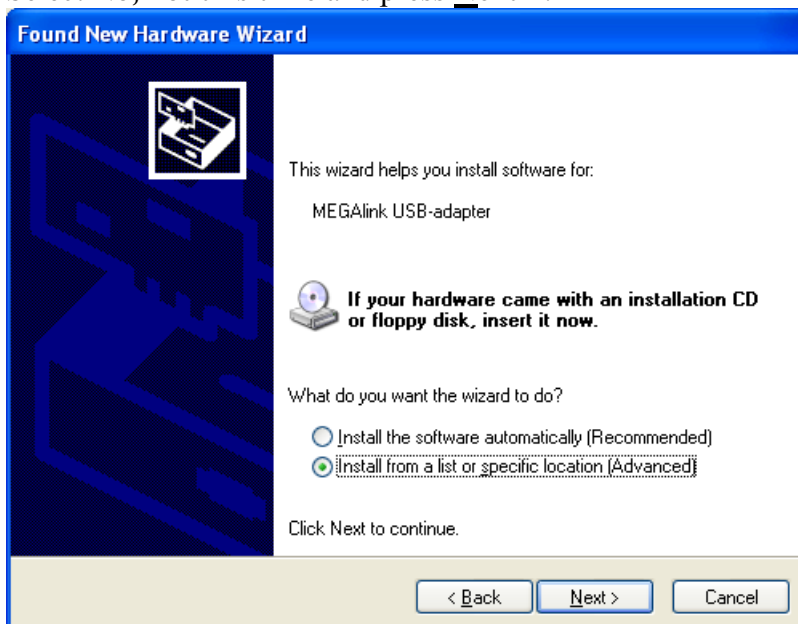 Found New Hardware Wizard
This wizard helps you install software for:
MEGAlink USB-adapter
If your hardware came with an installation CD
or floppy disk, insert it now.
What do you want the wizard to do?
Install the software automatically (Recommended)
Install from a list or specific location (Advanced)
Click Next to continue.
< Back
Next >
Cancel